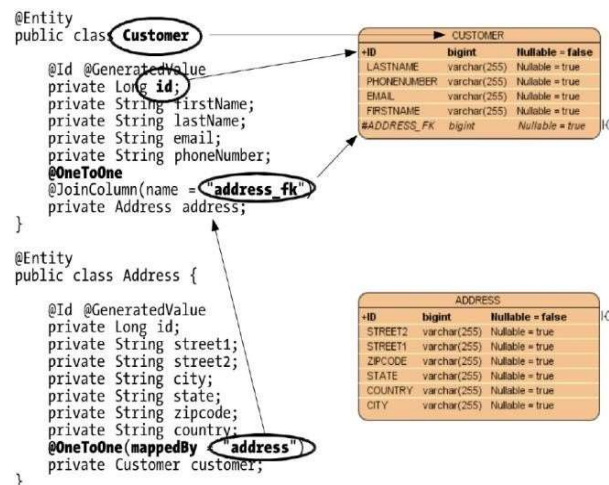 @Entity
public class Customer
@Id @GeneratedValue
private Long id;
private String firstName;
private String lastName;
private String email;
private String phoneNumber;
@OneToOne
@JoinColumn(name = "address_fk")
private Address address;
}
@Entity
public class Address {
@Id @GeneratedValue
private Long id;
private String street1;
private String street2;
private String city;
private String state;
private String zipcode;
private String country;
@OneToOne(mappedBy = "address")
private Customer customer;
}
CUSTOMER
+ID bigint Nullable = false
LASTNAME varchar(255) Nullable = true
PHONENUMBER varchar(255) Nullable = true
EMAIL varchar(255) Nullable = true
FIRSTNAME varchar(255) Nullable = true
#ADDRESS_FK bigint Nullable = true
ADDRESS
+ID bigint Nullable = false
STREET2 varchar(255) Nullable = true
STREET1 varchar(255) Nullable = true
ZIPCODE varchar(255) Nullable = true
STATE varchar(255) Nullable = true
COUNTRY varchar(255) Nullable = true
CITY varchar(255) Nullable = true